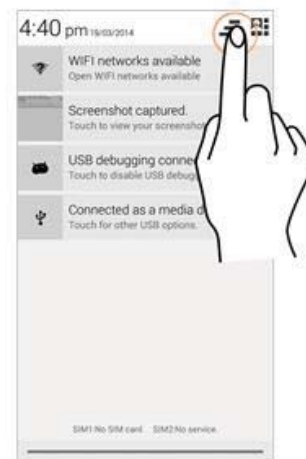 4:40 pm 19/03/2014
WIFI networks available
Open WIFI networks available
Screenshot captured.
Touch to view your screenshot
USB debugging connec
Touch to disable USB debug
Connected as a media d
Touch for other USB options.
SIM1:No SIM card SIM2:No service.